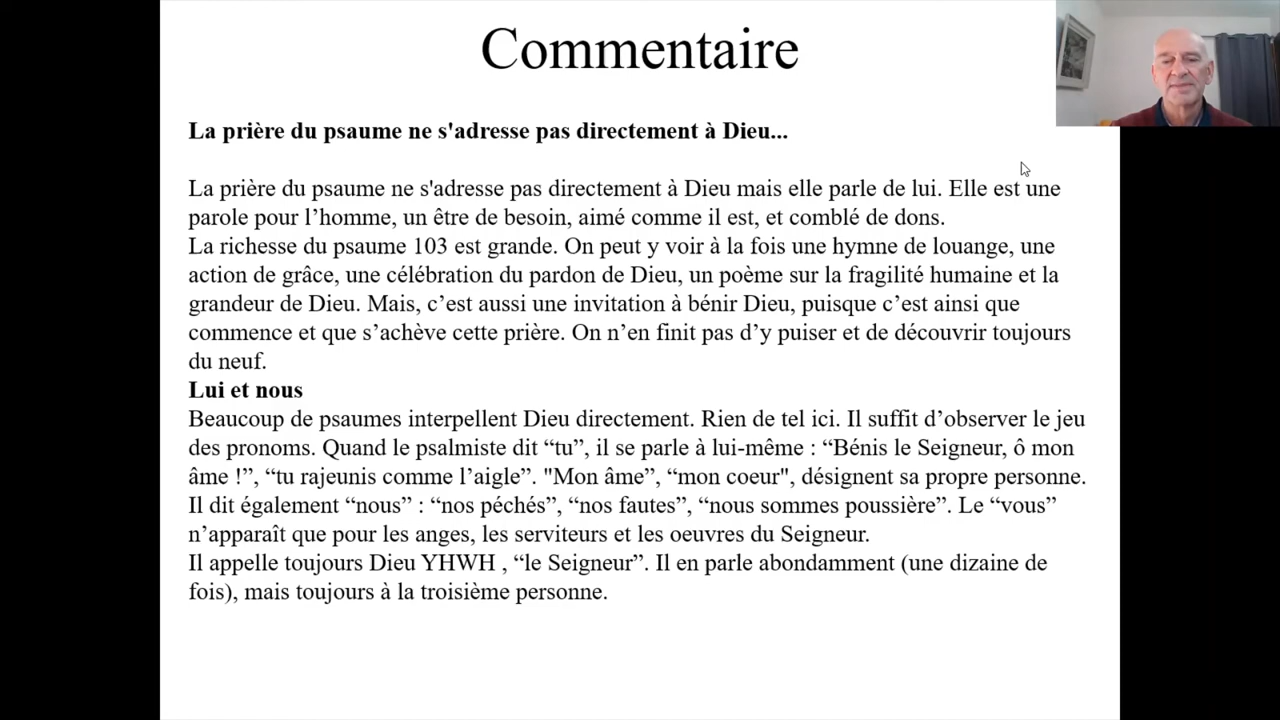 Commentaire
La prière du psaume ne s'adresse pas directement à Dieu...
La prière du psaume ne s'adresse pas directement à Dieu mais elle parle de lui. Elle est une
parole pour l’homme, un être de besoin, aimé comme il est, et comblé de dons.
La richesse du psaume 103 est grande. On peut y voir à la fois une hymne de louange, une
action de grâce, une célébration du pardon de Dieu, un poème sur la fragilité humaine et la
grandeur de Dieu. Mais, c’est aussi une invitation à bénir Dieu, puisque c’est ainsi que
commence et que s’achève cette prière. On n’en finit pas d’y puiser et de découvrir toujours
du neuf.
Lui et nous
Beaucoup de psaumes interpellent Dieu directement. Rien de tel ici. Il suffit d’observer le jeu
des pronoms. Quand le psalmiste dit “tu”, il se parle à lui-même : “Bénis le Seigneur, ô mon
âme !”, “tu rajeunis comme l’aigle”. "Mon âme”, “mon coeur", désignent sa propre personne.
Il dit également “nous” : “nos péchés”, “nos fautes”, “nous sommes poussière”. Le “vous”
n’apparaît que pour les anges, les serviteurs et les oeuvres du Seigneur.
Il appelle toujours Dieu YHWH , “le Seigneur”. Il en parle abondamment (une dizaine de
fois), mais toujours à la troisième personne.